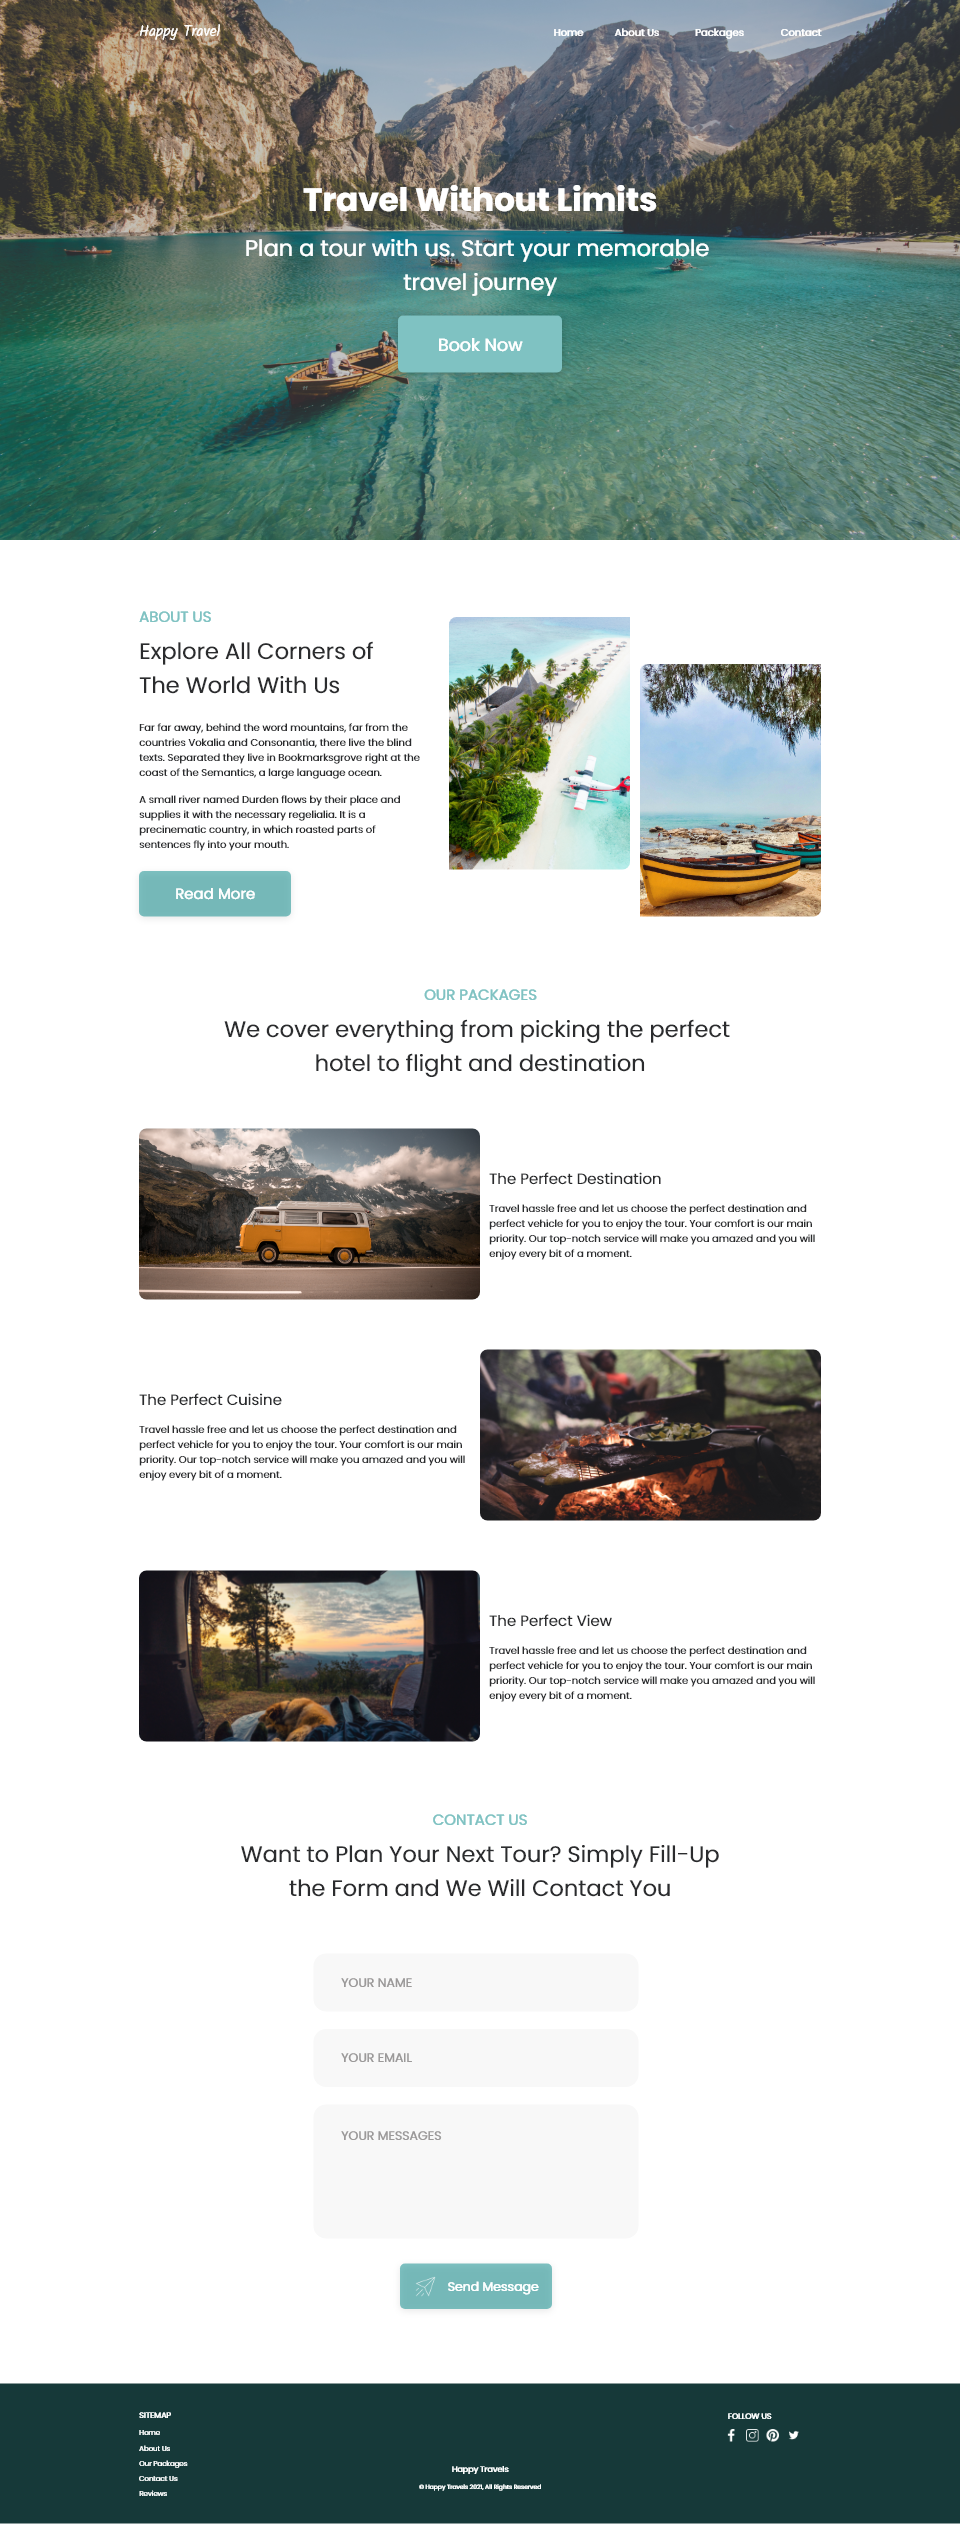 Happy Travel
Home
About Us
Packages
Contact
Travel Without Limits
Plan a tour with us. Start your memorable
travel journey
Book Now
ABOUT US
Explore All Corners of
The World With Us
Far far away, behind the word mountains, far from the
countries Vokalia and Consonantia, there live the blind
texts. Separated they live in Bookmarksgrove right at the
coast of the Semantics, a large language ocean.
A small river named Durden flows by their place and
supplies it with the necessary regelialia. It is a
precinematic country, in which roasted parts of
sentences fly into your mouth.
Read More
OUR PACKAGES
We cover everything from picking the perfect
hotel to flight and destination
The Perfect Destination
Travel hassle free and let us choose the perfect destination and
perfect vehicle for you to enjoy the tour. Your comfort is our main
priority. Our top-notch service will make you amazed and you will
enjoy every bit of a moment.
The Perfect Cuisine
Travel hassle free and let us choose the perfect destination and
perfect vehicle for you to enjoy the tour. Your comfort is our main
priority. Our top-notch service will make you amazed and you will
enjoy every bit of a moment.
The Perfect View
Travel hassle free and let us choose the perfect destination and
perfect vehicle for you to enjoy the tour. Your comfort is our main
priority. Our top-notch service will make you amazed and you will
enjoy every bit of a moment.
CONTACT US
Want to Plan Your Next Tour? Simply Fill-Up
the Form and We Will Contact You
YOUR NAME
YOUR EMAIL
YOUR MESSAGES
Send Message
SITEMAP
Home
About Us
Our Packages
Contact Us
Reviews
Happy Travels
© Happy Travels 2021, All Rights Reserved
FOLLOW US